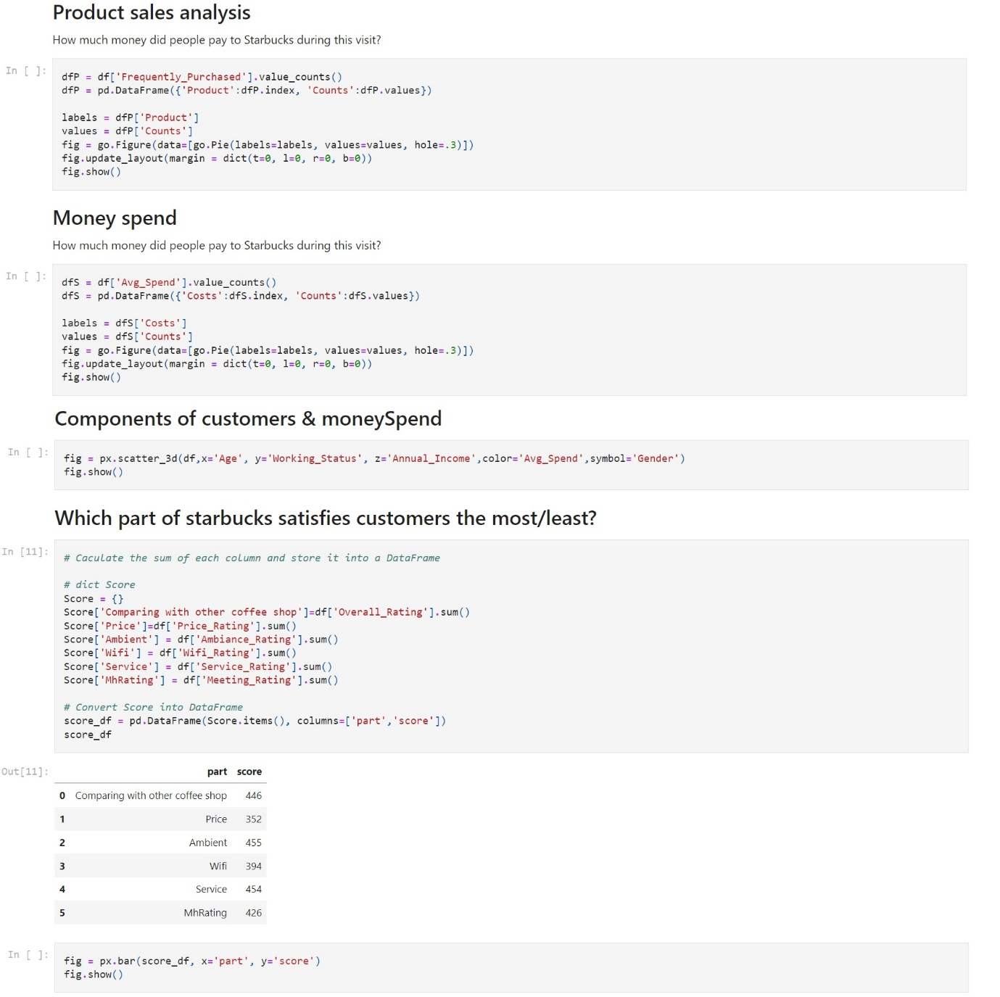 Product sales analysis
How much money did people pay to Starbucks during this visit?
In [ ]:
dfP = df['Frequently_Purchased'].value_counts()
dfP = pd.DataFrame({'Product':dfP.index, 'Counts':dfP.values})
labels = dfP['Product']
values = dfP['Counts']
fig = go.Figure(data=[go.Pie(labels=labels, values=values, hole=.3)])
fig.update_layout(margin = dict(t=0, l=0, r=0, b=0))
fig.show()
Money spend
How much money did people pay to Starbucks during this visit?
In [ ]:
dfS = df['Avg_Spend'].value_counts()
dfS = pd.DataFrame({'Costs':dfS.index, 'Counts':dfS.values})
labels = dfS['Costs']
values = dfS['Counts']
fig = go.Figure(data=[go.Pie(labels=labels, values=values, hole=.3)])
fig.update_layout(margin = dict(t=0, l=0, r=0, b=0))
fig.show()
Components of customers & moneySpend
In [ ]:
fig = px.scatter_3d(df,x='Age', y='Working_Status', z='Annual_Income',color='Avg_Spend',symbol='Gender')
fig.show()
Which part of starbucks satisfies customers the most/least?
In [11]:
# Caculate the sum of each column and store it into a DataFrame
# dict Score
Score = {}
Score['Comparing with other coffee shop']=df['Overall_Rating'].sum()
Score['Price']=df['Price_Rating'].sum()
Score['Ambient'] = df['Ambiance_Rating'].sum()
Score['Wifi'] = df['Wifi_Rating'].sum()
Score['Service'] = df['Service_Rating'].sum()
Score['MhRating'] = df['Meeting_Rating'].sum()
# Convert Score into DataFrame
score_df = pd.DataFrame(Score.items(), columns=['part','score'])
score_df
Out[11]:
part score
0 Comparing with other coffee shop 446
1 Price 352
2 Ambient 455
3 Wifi 394
4 Service 454
5 MhRating 426
In [ ]:
fig = px.bar(score_df, x='part', y='score')
fig.show()